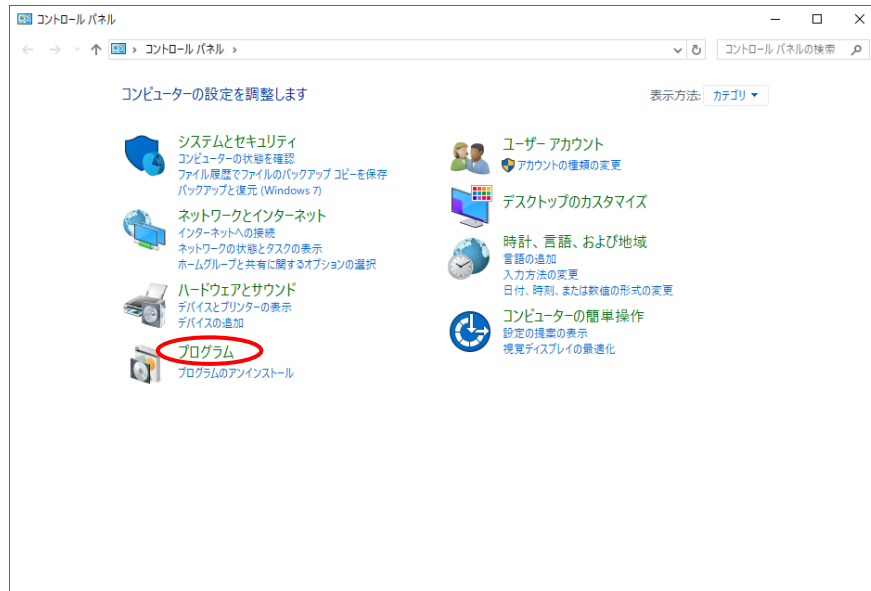 コントロール パネル
コントロール パネル
コントロール パネルの検索
コンピューターの設定を調整します
表示方法: カテゴリ
システムとセキュリティ
コンピューターの状態を確認
ファイル履歴でファイルのバックアップ コピーを保存
バックアップと復元 (Windows 7)
ネットワークとインターネット
インターネットへの接続
ネットワークの状態とタスクの表示
ホームグループと共有に関するオプションの選択
ハードウェアとサウンド
デバイスとプリンターの表示
デバイスの追加
プログラム
プログラムのアンインストール
ユーザー アカウント
アカウントの種類の変更
デスクトップのカスタマイズ
時計、言語、および地域
言語の追加
入力方法の変更
日付、時刻、または数値の形式の変更
コンピューターの簡単操作
設定の提案の表示
視覚ディスプレイの最適化